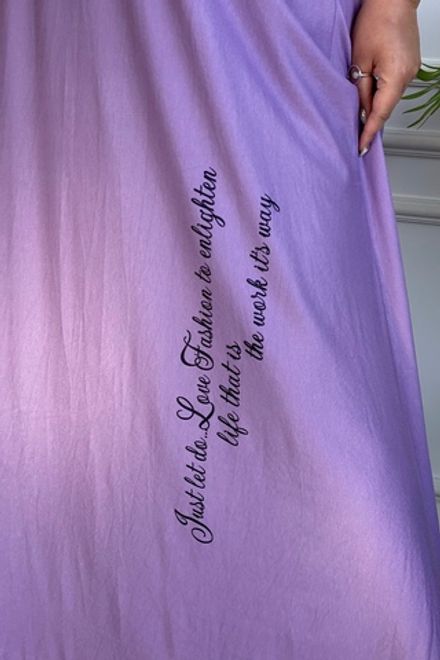 Just let do...Love Fashion to enlighten
life that is
the work it's way